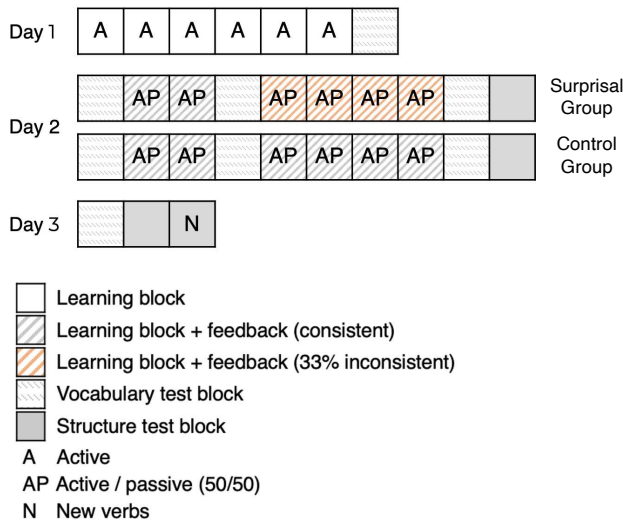 Day 1 A A A A A A
AP AP AP AP AP AP Surprisal
Group
Day 2
AP AP AP AP AP AP Control
Group
Day 3 N
Learning block
Learning block + feedback (consistent)
Learning block + feedback (33% inconsistent)
Vocabulary test block
Structure test block
A Active
AP Active / passive (50/50)
N New verbs